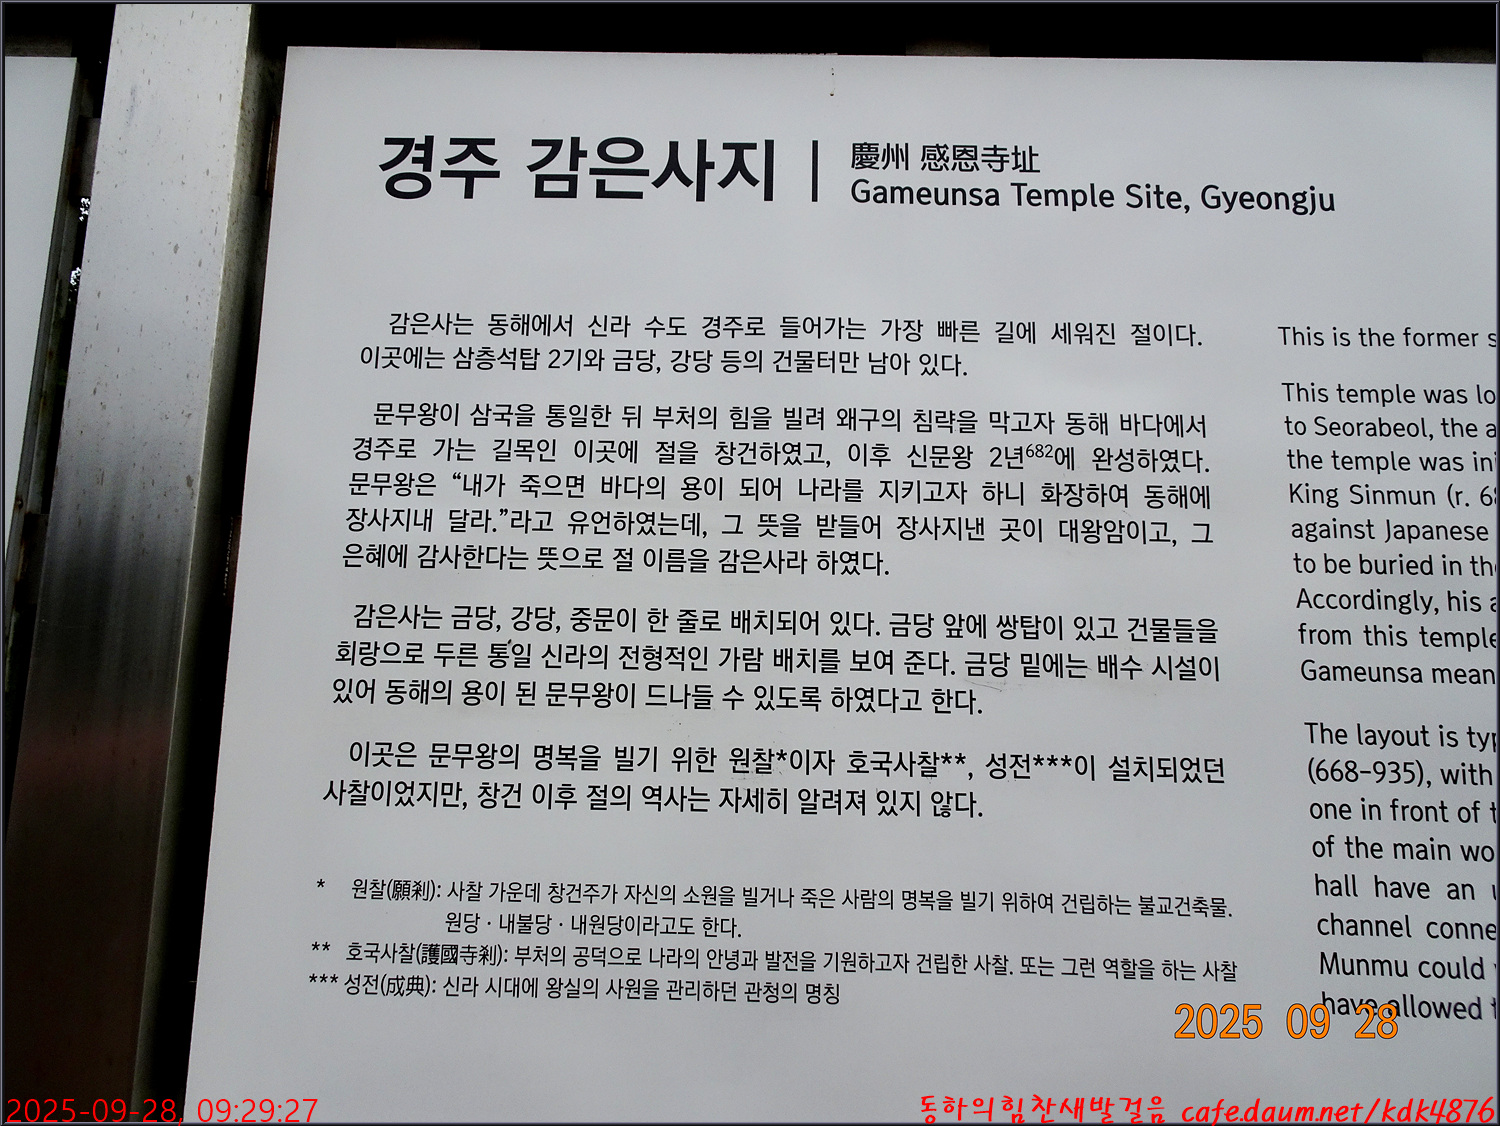 경주 감은사지
慶州 感恩寺址
Gameunsa Temple Site, Gyeongju
감은사는 동해에서 신라 수도 경주로 들어가는 가장 빠른 길에 세워진 절이다.
이곳에는 삼층석탑 2기와 금당, 강당 등의 건물터만 남아 있다.
문무왕이 삼국을 통일한 뒤 부처의 힘을 빌려 왜구의 침략을 막고자 동해 바다에서
경주로 가는 길목인 이곳에 절을 창건하였고, 이후 신문왕 2년682에 완성하였다.
문무왕은 “내가 죽으면 바다의 용이 되어 나라를 지키고자 하니 화장하여 동해에
장사지내 달라.”라고 유언하였는데, 그 뜻을 받들어 장사지낸 곳이 대왕암이고, 그
은혜에 감사한다는 뜻으로 절 이름을 감은사라 하였다.
감은사는 금당, 강당, 중문이 한 줄로 배치되어 있다. 금당 앞에 쌍탑이 있고 건물들을
회랑으로 두른 통일 신라의 전형적인 가람 배치를 보여 준다. 금당 밑에는 배수 시설이
있어 동해의 용이 된 문무왕이 드나들 수 있도록 하였다고 한다.
이곳은 문무왕의 명복을 빌기 위한 원찰*이자 호국사찰**, 성전***이 설치되었던
사찰이었지만, 창건 이후 절의 역사는 자세히 알려져 있지 않다.
* 원찰(願刹): 사찰 가운데 창건주가 자신의 소원을 빌거나 죽은 사람의 명복을 빌기 위하여 건립하는 불교건축물.
원당 · 내불당 · 내원당이라고도 한다.
** 호국사찰(護國寺刹): 부처의 공덕으로 나라의 안녕과 발전을 기원하고자 건립한 사찰. 또는 그런 역할을 하는 사찰
*** 성전(成典): 신라 시대에 왕실의 사원을 관리하던 관청의 명칭
This is the former
This temple was
to Seorabeol, the
the temple was
King Sinmun (r.
against Japanese
to be buried in
Accordingly, his
from this temple
Gameunsa
The layout is
(668-935), with
one in front of
of the main
hall have an
channel
Munmu could
have allowed
2025 09 28
2025-09-28, 09:29:27
동하의힘찬새발걸음 cafe.daum.net/kdk4876